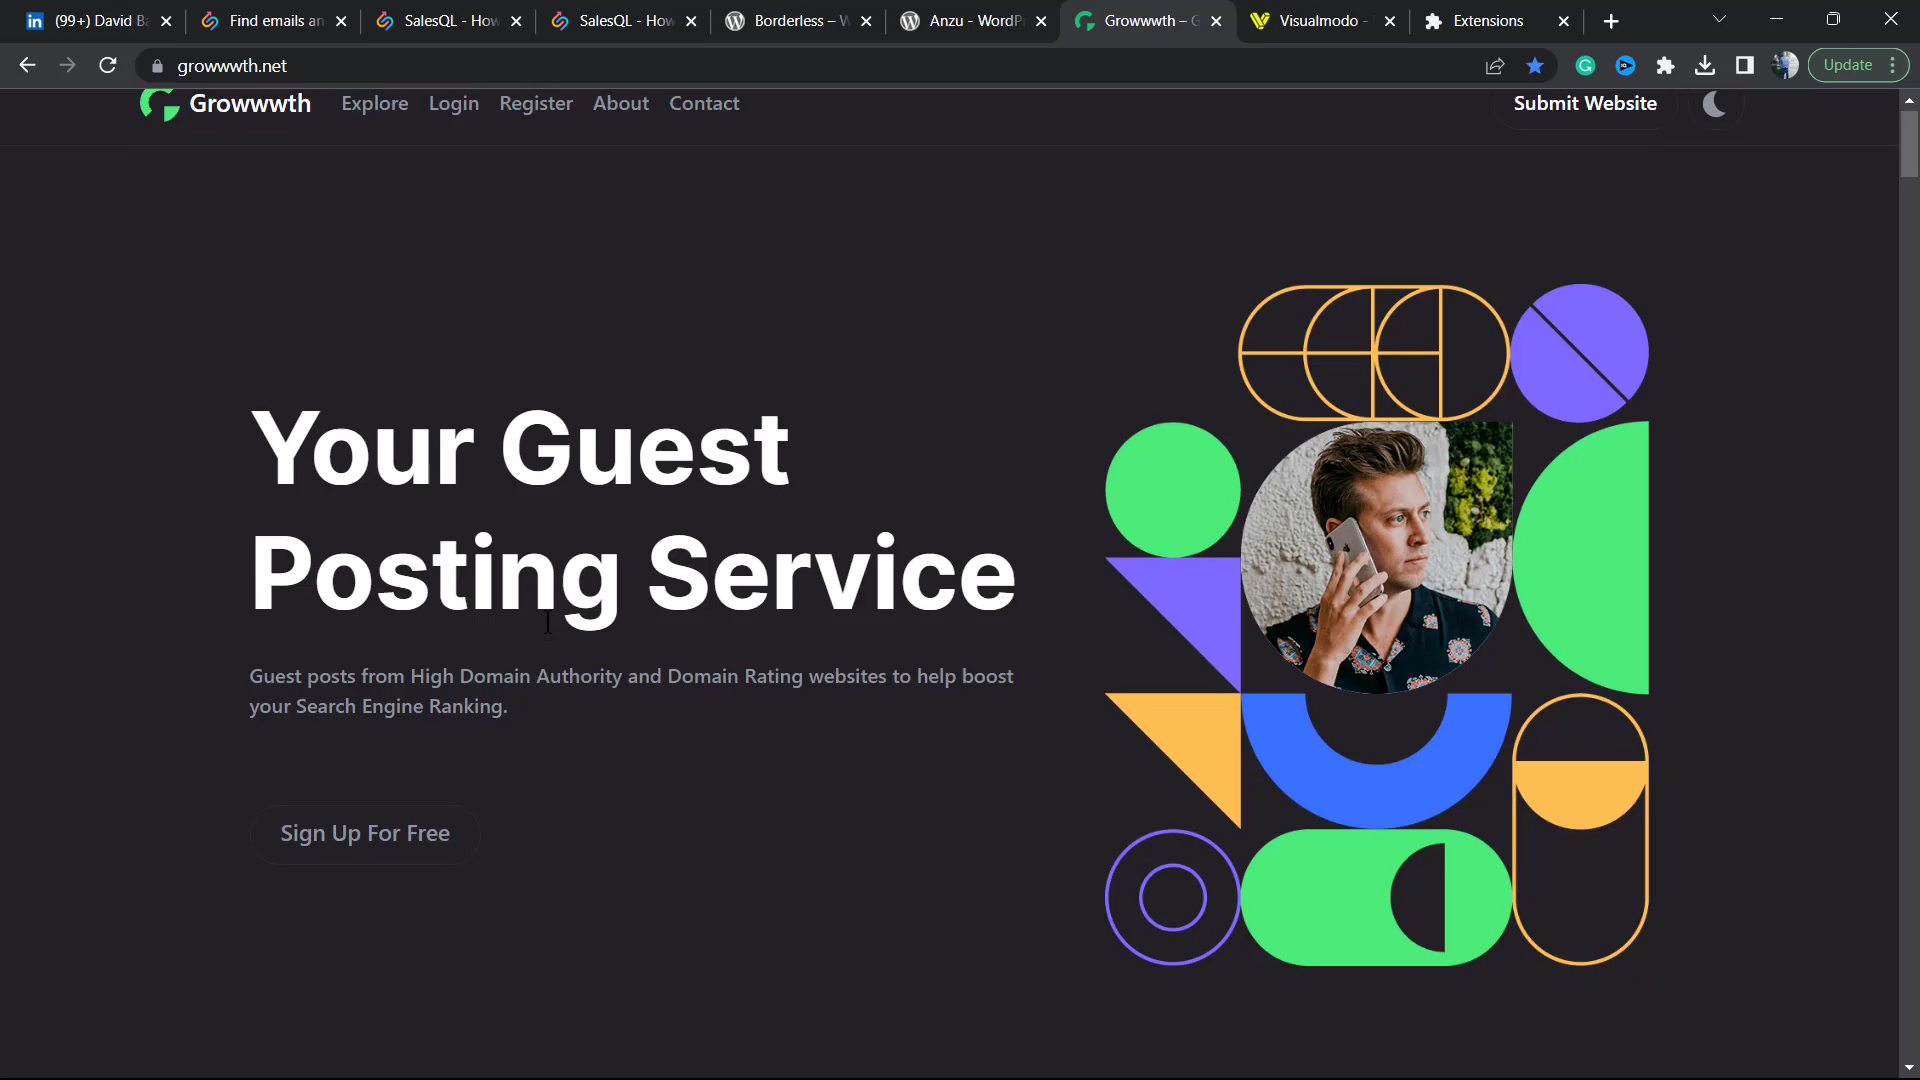 (99+) David Ba
Find emails an
SalesQL - How
SalesQL - How
Borderless – W
Anzu - WordPr
Growwwth – G
Visualmodo -
Extensions
growwwth.net
Update
Growwwth
Explore
Login
Register
About
Contact
Submit Website
Your Guest
Posting Service
Guest posts from High Domain Authority and Domain Rating websites to help boost
your Search Engine Ranking.
Sign Up For Free